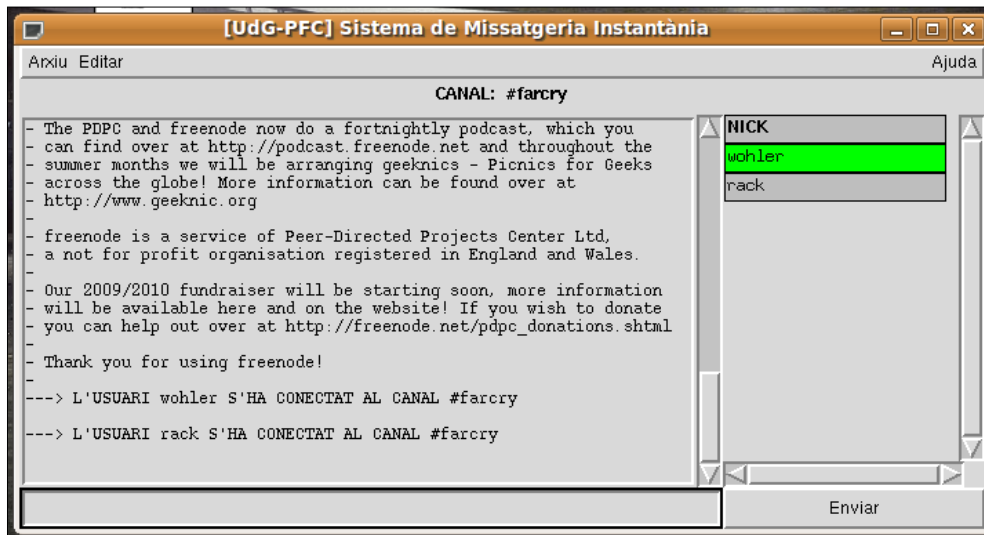 [UdG-PFC] Sistema de Missatgeria Instantània
Arxiu Editar Ajuda
CANAL: #farcry
- The PDPC and freenode now do a fortnightly podcast, which you
- can find over at http://podcast.freenode.net and throughout the
- summer months we will be arranging geeknics - Picnics for Geeks
- across the globe! More information can be found over at
- http://www.geeknic.org
-
- freenode is a service of Peer-Directed Projects Center Ltd,
- a not for profit organisation registered in England and Wales.
-
- Our 2009/2010 fundraiser will be starting soon, more information
- will be available here and on the website! If you wish to donate
- you can help out over at http://freenode.net/pdpc_donations.shtml
-
- Thank you for using freenode!
-
---> L'USUARI wohler S'HA CONECTAT AL CANAL #farcry
---> L'USUARI rack S'HA CONECTAT AL CANAL #farcry
NICK
wohler
rack
Enviar